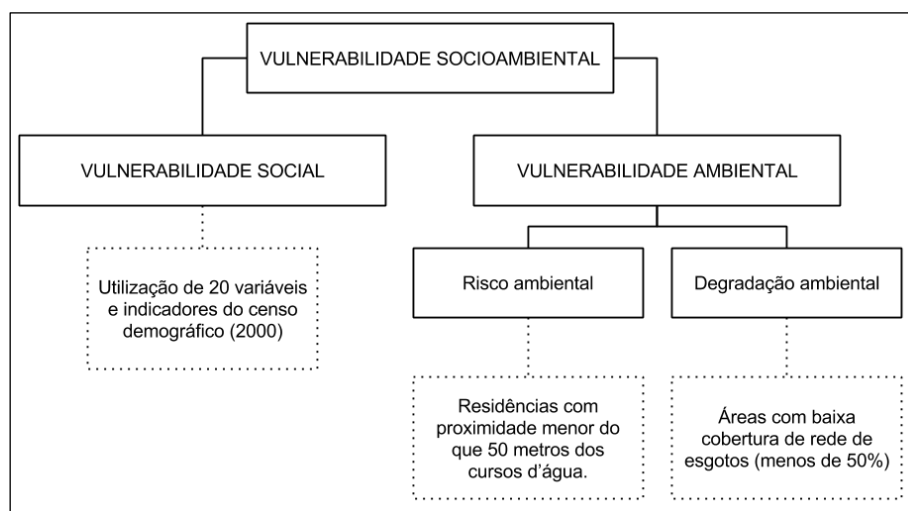 VULNERABILIDADE SOCIOAMBIENTAL
VULNERABILIDADE SOCIAL
VULNERABILIDADE AMBIENTAL
Utilização de 20 variáveis
e indicadores do censo
demográfico (2000)
Risco ambiental
Degradação ambiental
Residências com
proximidade menor do
que 50 metros dos
cursos d’água.
Áreas com baixa
cobertura de rede de
esgotos (menos de 50%)